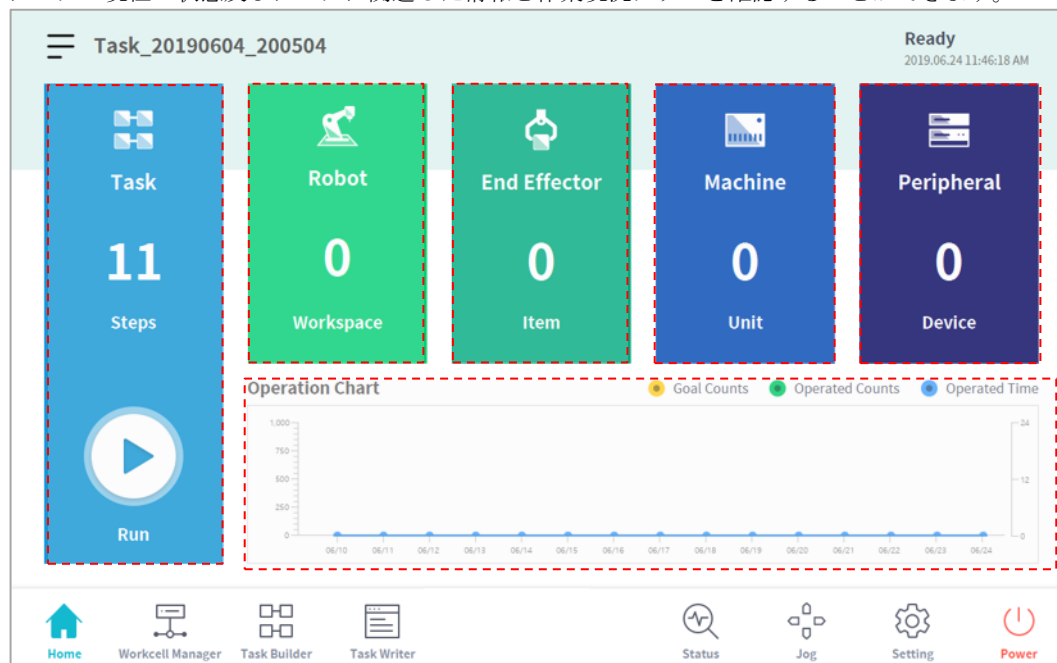 Task_20190604_200504
Ready
2019.06.24 11:46:18 AM
Task
11
Steps
Run
Robot
0
Workspace
End Effector
0
Item
Machine
0
Unit
Peripheral
0
Device
Operation Chart
Goal Counts
Operated Counts
Operated Time
1,000
750
500
250
0
24
12
0
06/10
06/11
06/12
06/13
06/14
06/15
06/16
06/17
06/18
06/19
06/20
06/21
06/22
06/23
06/24
Home
Workcell Manager
Task Builder
Task Writer
Status
Jog
Setting
Power